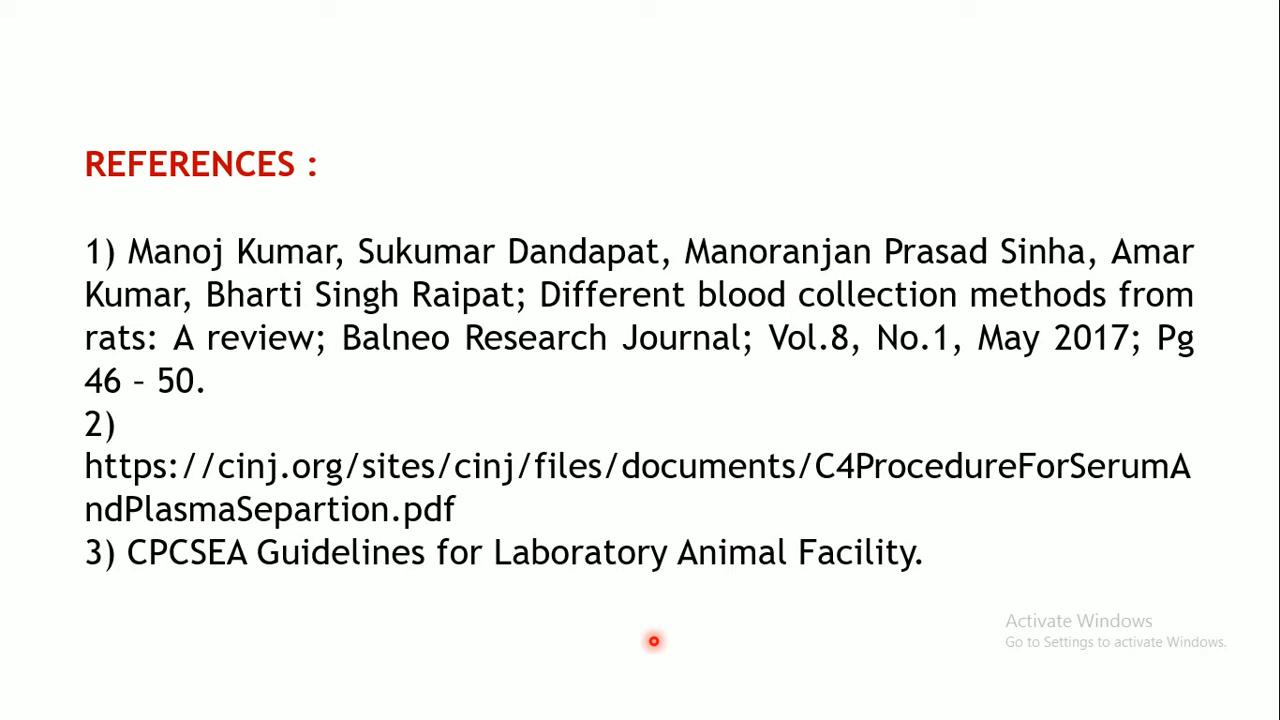 REFERENCES :
1) Manoj Kumar, Sukumar Dandapat, Manoranjan Prasad Sinha, Amar
Kumar, Bharti Singh Raipat; Different blood collection methods from
rats: A review; Balneo Research Journal; Vol.8, No.1, May 2017; Pg
46 – 50.
2)
https://cinj.org/sites/cinj/files/documents/C4ProcedureForSerumA
ndPlasmaSepartion.pdf
3) CPCSEA Guidelines for Laboratory Animal Facility.
Activate Windows
Go to Settings to activate Windows.